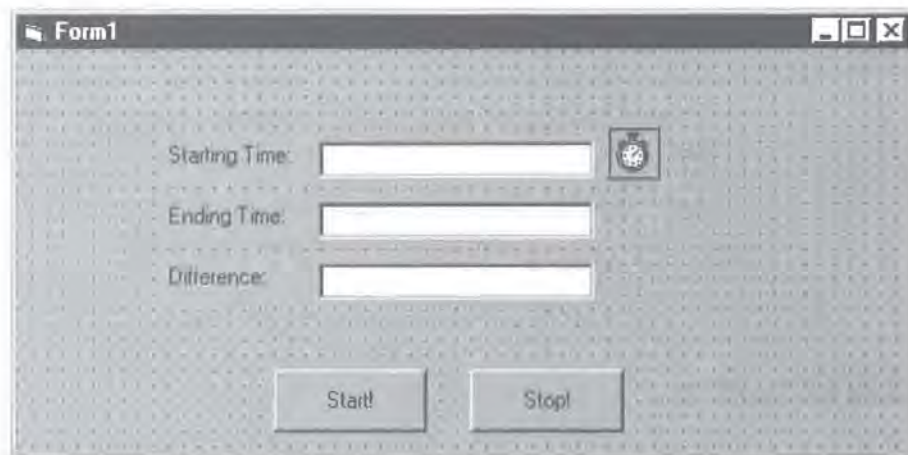 Form1
Starting Time:
Ending Time:
Difference:
Start!
Stop!